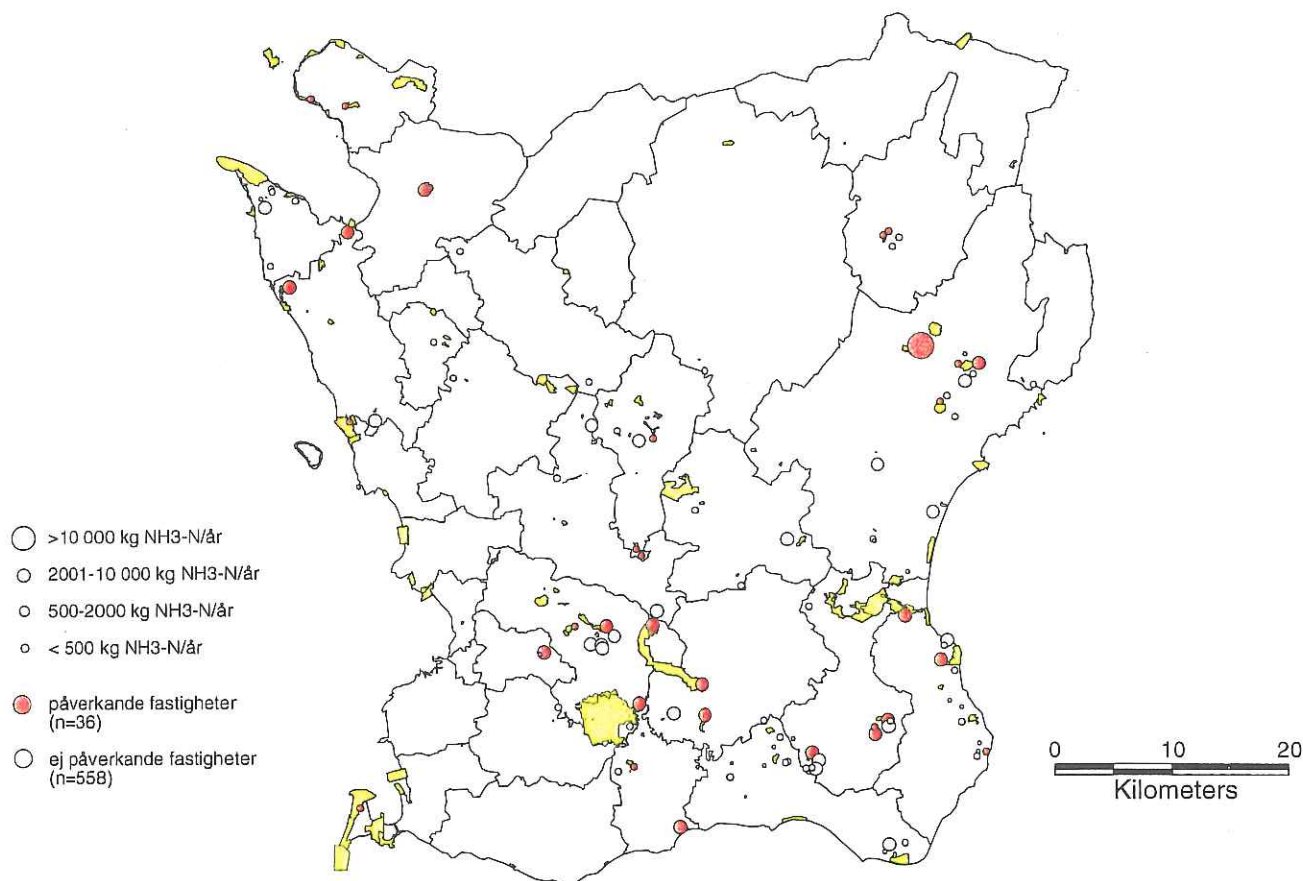 >10 000 kg NH3-N/år
2001-10 000 kg NH3-N/år
500-2000 kg NH3-N/år
< 500 kg NH3-N/år
påverkande fastigheter
(n=36)
ej påverkande fastigheter
(n=558)
0 10 20
Kilometers